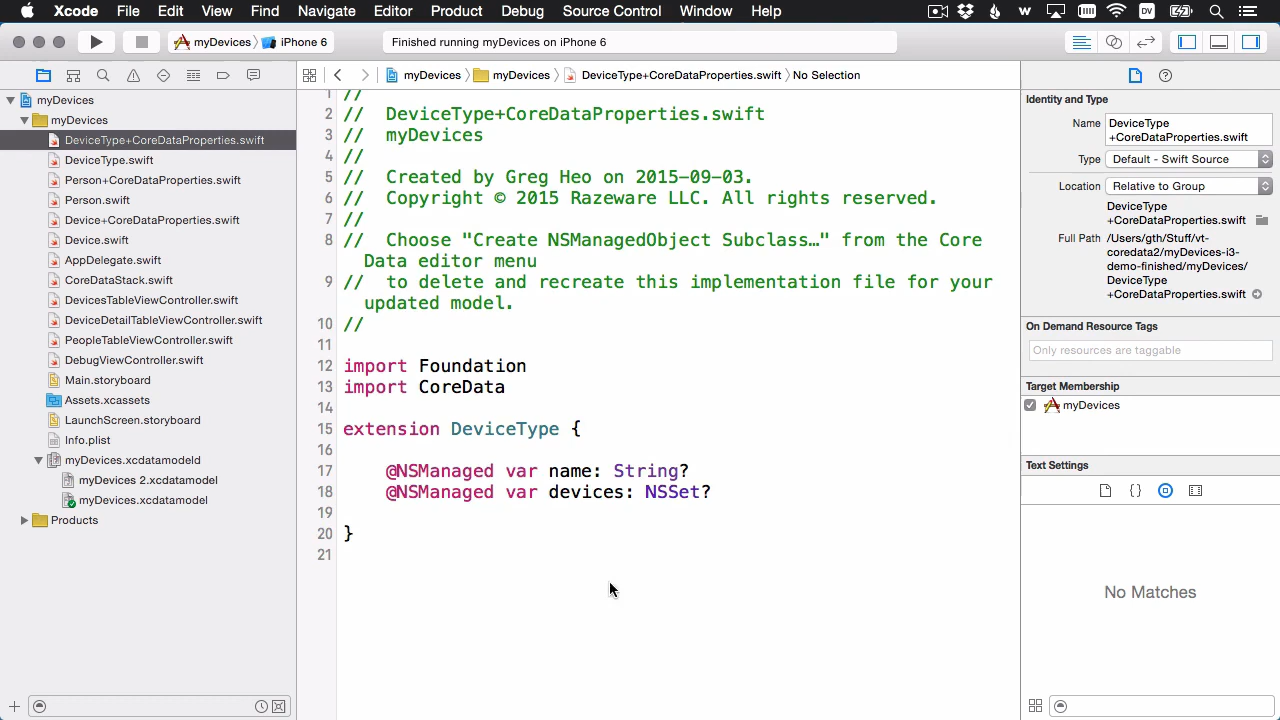 Xcode File Edit View Find Navigate Editor Product Debug Source Control Window Help
myDevices iPhone 6 Finished running myDevices on iPhone 6
myDevices myDevices DeviceType+CoreDataProperties.swift No Selection
myDevices
myDevices
DeviceType+CoreDataProperties.swift
DeviceType.swift
Person+CoreDataProperties.swift
Person.swift
Device+CoreDataProperties.swift
Device.swift
AppDelegate.swift
CoreDataStack.swift
DevicesTableViewController.swift
DeviceDetailTableViewController.swift
PeopleTableViewController.swift
DebugViewController.swift
Main.storyboard
Assets.xcassets
LaunchScreen.storyboard
Info.plist
myDevices.xcdatamodeld
myDevices 2.xcdatamodel
myDevices.xcdatamodel
Products
1 //
2 // DeviceType+CoreDataProperties.swift
3 // myDevices
4 //
5 // Created by Greg Heo on 2015-09-03.
6 // Copyright © 2015 Razeware LLC. All rights reserved.
7 //
8 // Choose "Create NSManagedObject Subclass…" from the Core
Data editor menu
9 // to delete and recreate this implementation file for your
updated model.
10 //
11
12 import Foundation
13 import CoreData
14
15 extension DeviceType {
16
17 @NSManaged var name: String?
18 @NSManaged var devices: NSSet?
19
20 }
21
Identity and Type
Name DeviceType
+CoreDataProperties.swift
Type Default - Swift Source
Location Relative to Group
DeviceType
+CoreDataProperties.swift
Full Path /Users/gth/Stuff/vt-
coredata2/myDevices-i3-
demo-finished/myDevices/
DeviceType
+CoreDataProperties.swift
On Demand Resource Tags
Only resources are taggable
Target Membership
myDevices
Text Settings
No Matches